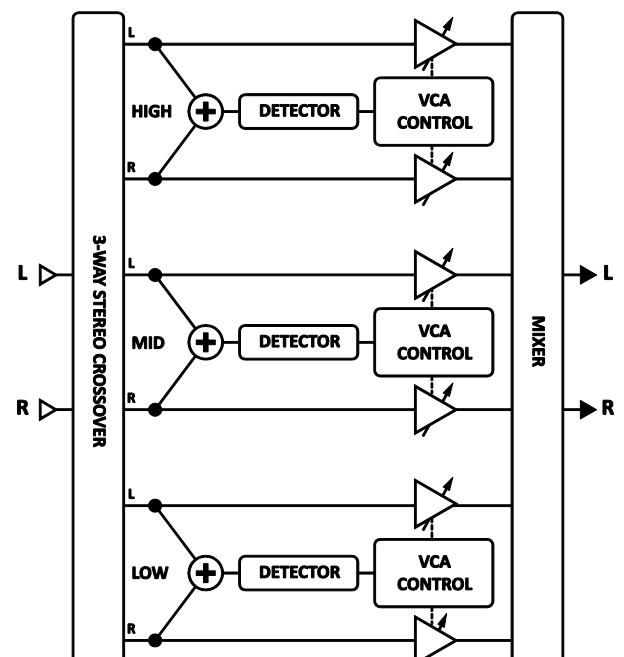 L
HIGH
DETECTOR
VCA
CONTROL
R
3-WAY STEREO CROSSOVER
L
L
MID
DETECTOR
VCA
CONTROL
MIXER
L
R
R
R
L
LOW
DETECTOR
VCA
CONTROL
R